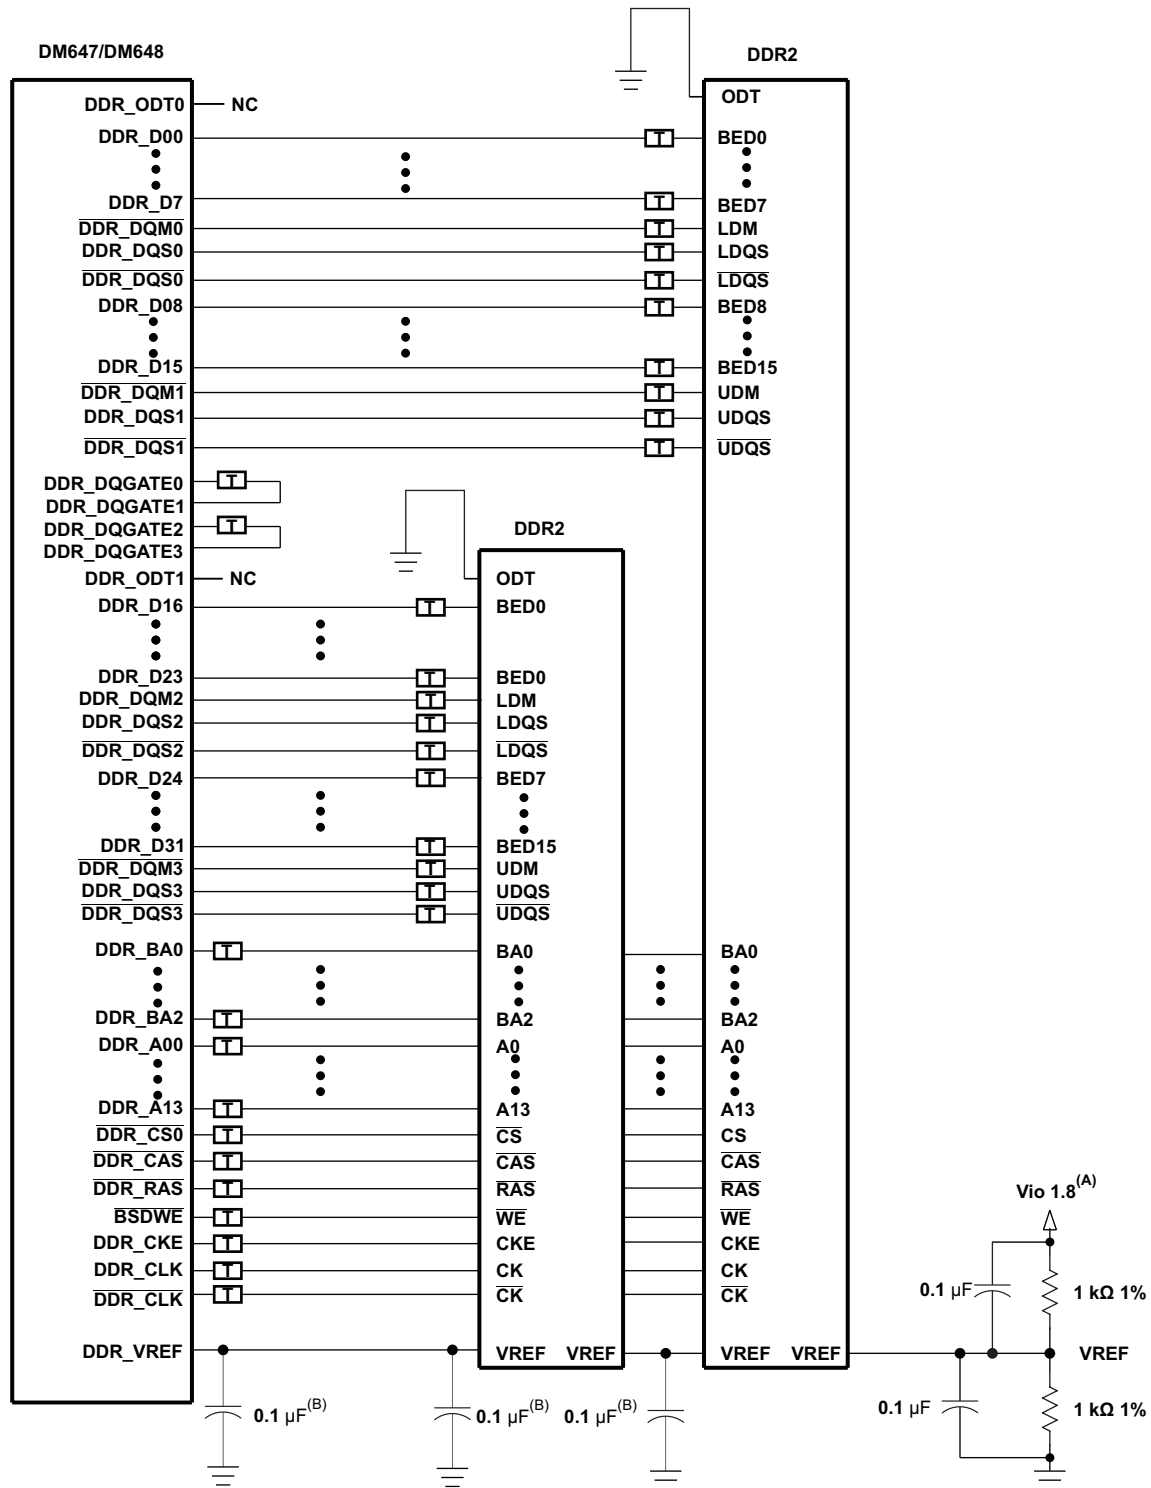 DM647/DM648
DDR2
DDR_ODT0 NC ODT
DDR_D00 T BED0
DDR_D7 T BED7
DDR_DQM0 T LDM
DDR_DQS0 T LDQS
DDR_DQS0 T LDQS
DDR_D08 T BED8
DDR_D15 T BED15
DDR_DQM1 T UDM
DDR_DQS1 T UDQS
DDR_DQS1 T UDQS
DDR_DQGATE0 T
DDR_DQGATE1
DDR_DQGATE2 T
DDR_DQGATE3
DDR2
DDR_ODT1 NC ODT
DDR_D16 T BED0
DDR_D23 T BED0
DDR_DQM2 T LDM
DDR_DQS2 T LDQS
DDR_DQS2 T LDQS
DDR_D24 T BED7
DDR_D31 T BED15
DDR_DQM3 T UDM
DDR_DQS3 T UDQS
DDR_DQS3 T UDQS
DDR_BA0 T BA0 BA0
DDR_BA2 T BA2 BA2
DDR_A00 T A0 A0
DDR_A13 T A13 A13
DDR_CS0 T CS CS
DDR_CAS T CAS CAS
DDR_RAS T RAS RAS
BSDWE T WE WE
DDR_CKE T CKE CKE
DDR_CLK T CK CK
DDR_CLK T CK CK
Vio 1.8(A)
0.1 µF 1 kΩ 1%
DDR_VREF VREF VREF VREF VREF VREF
0.1 µF(B) 0.1 µF(B) 0.1 µF(B) 0.1 µF 1 kΩ 1%